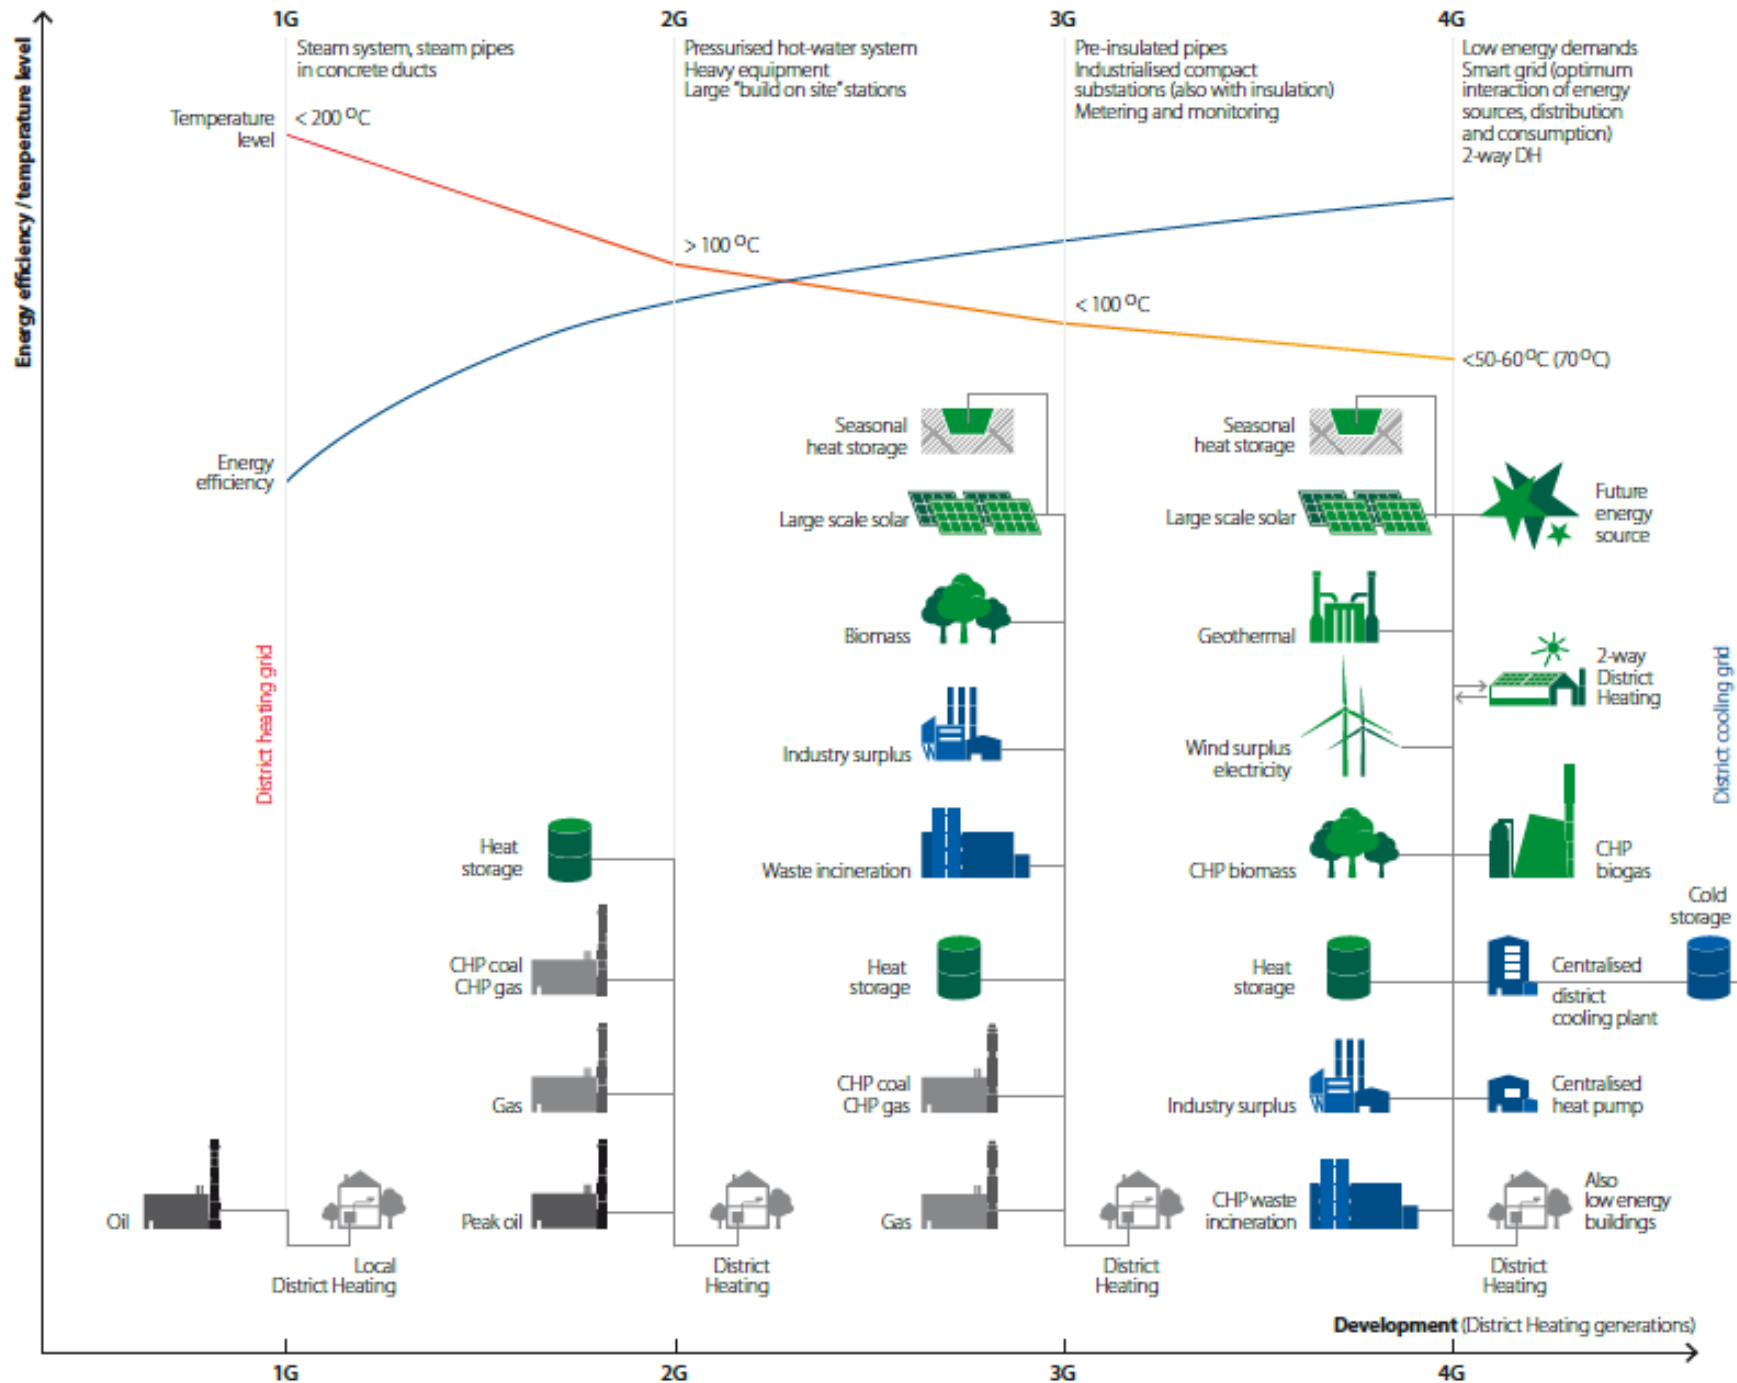 1G
2G
3G
4G
Energy efficiency / temperature level
Steam system, steam pipes
in concrete ducts
Pressurised hot-water system
Heavy equipment
Large "build on site" stations
Pre-insulated pipes
Industrialised compact
substations (also with insulation)
Metering and monitoring
Low energy demands
Smart grid (optimum
interaction of energy
sources, distribution
and consumption)
2-way DH
Temperature
level
< 200 °C
> 100 °C
< 100 °C
<50-60 °C (70 °C)
Energy
efficiency
District heating grid
Oil
Local
District Heating
Heat
storage
CHP coal
CHP gas
Gas
Peak oil
District
Heating
Seasonal
heat storage
Large scale solar
Biomass
Industry surplus
Waste incineration
Heat
storage
CHP coal
CHP gas
Gas
District
Heating
Seasonal
heat storage
Large scale solar
Geothermal
Wind surplus
electricity
CHP biomass
Heat
storage
Industry surplus
CHP waste
incineration
Future
energy
source
2-way
District
Heating
CHP
biogas
Cold
storage
Centralised
district
cooling plant
Centralised
heat pump
Also
low energy
buildings
District
Heating
District cooling grid
Development (District Heating generations)
1G
2G
3G
4G